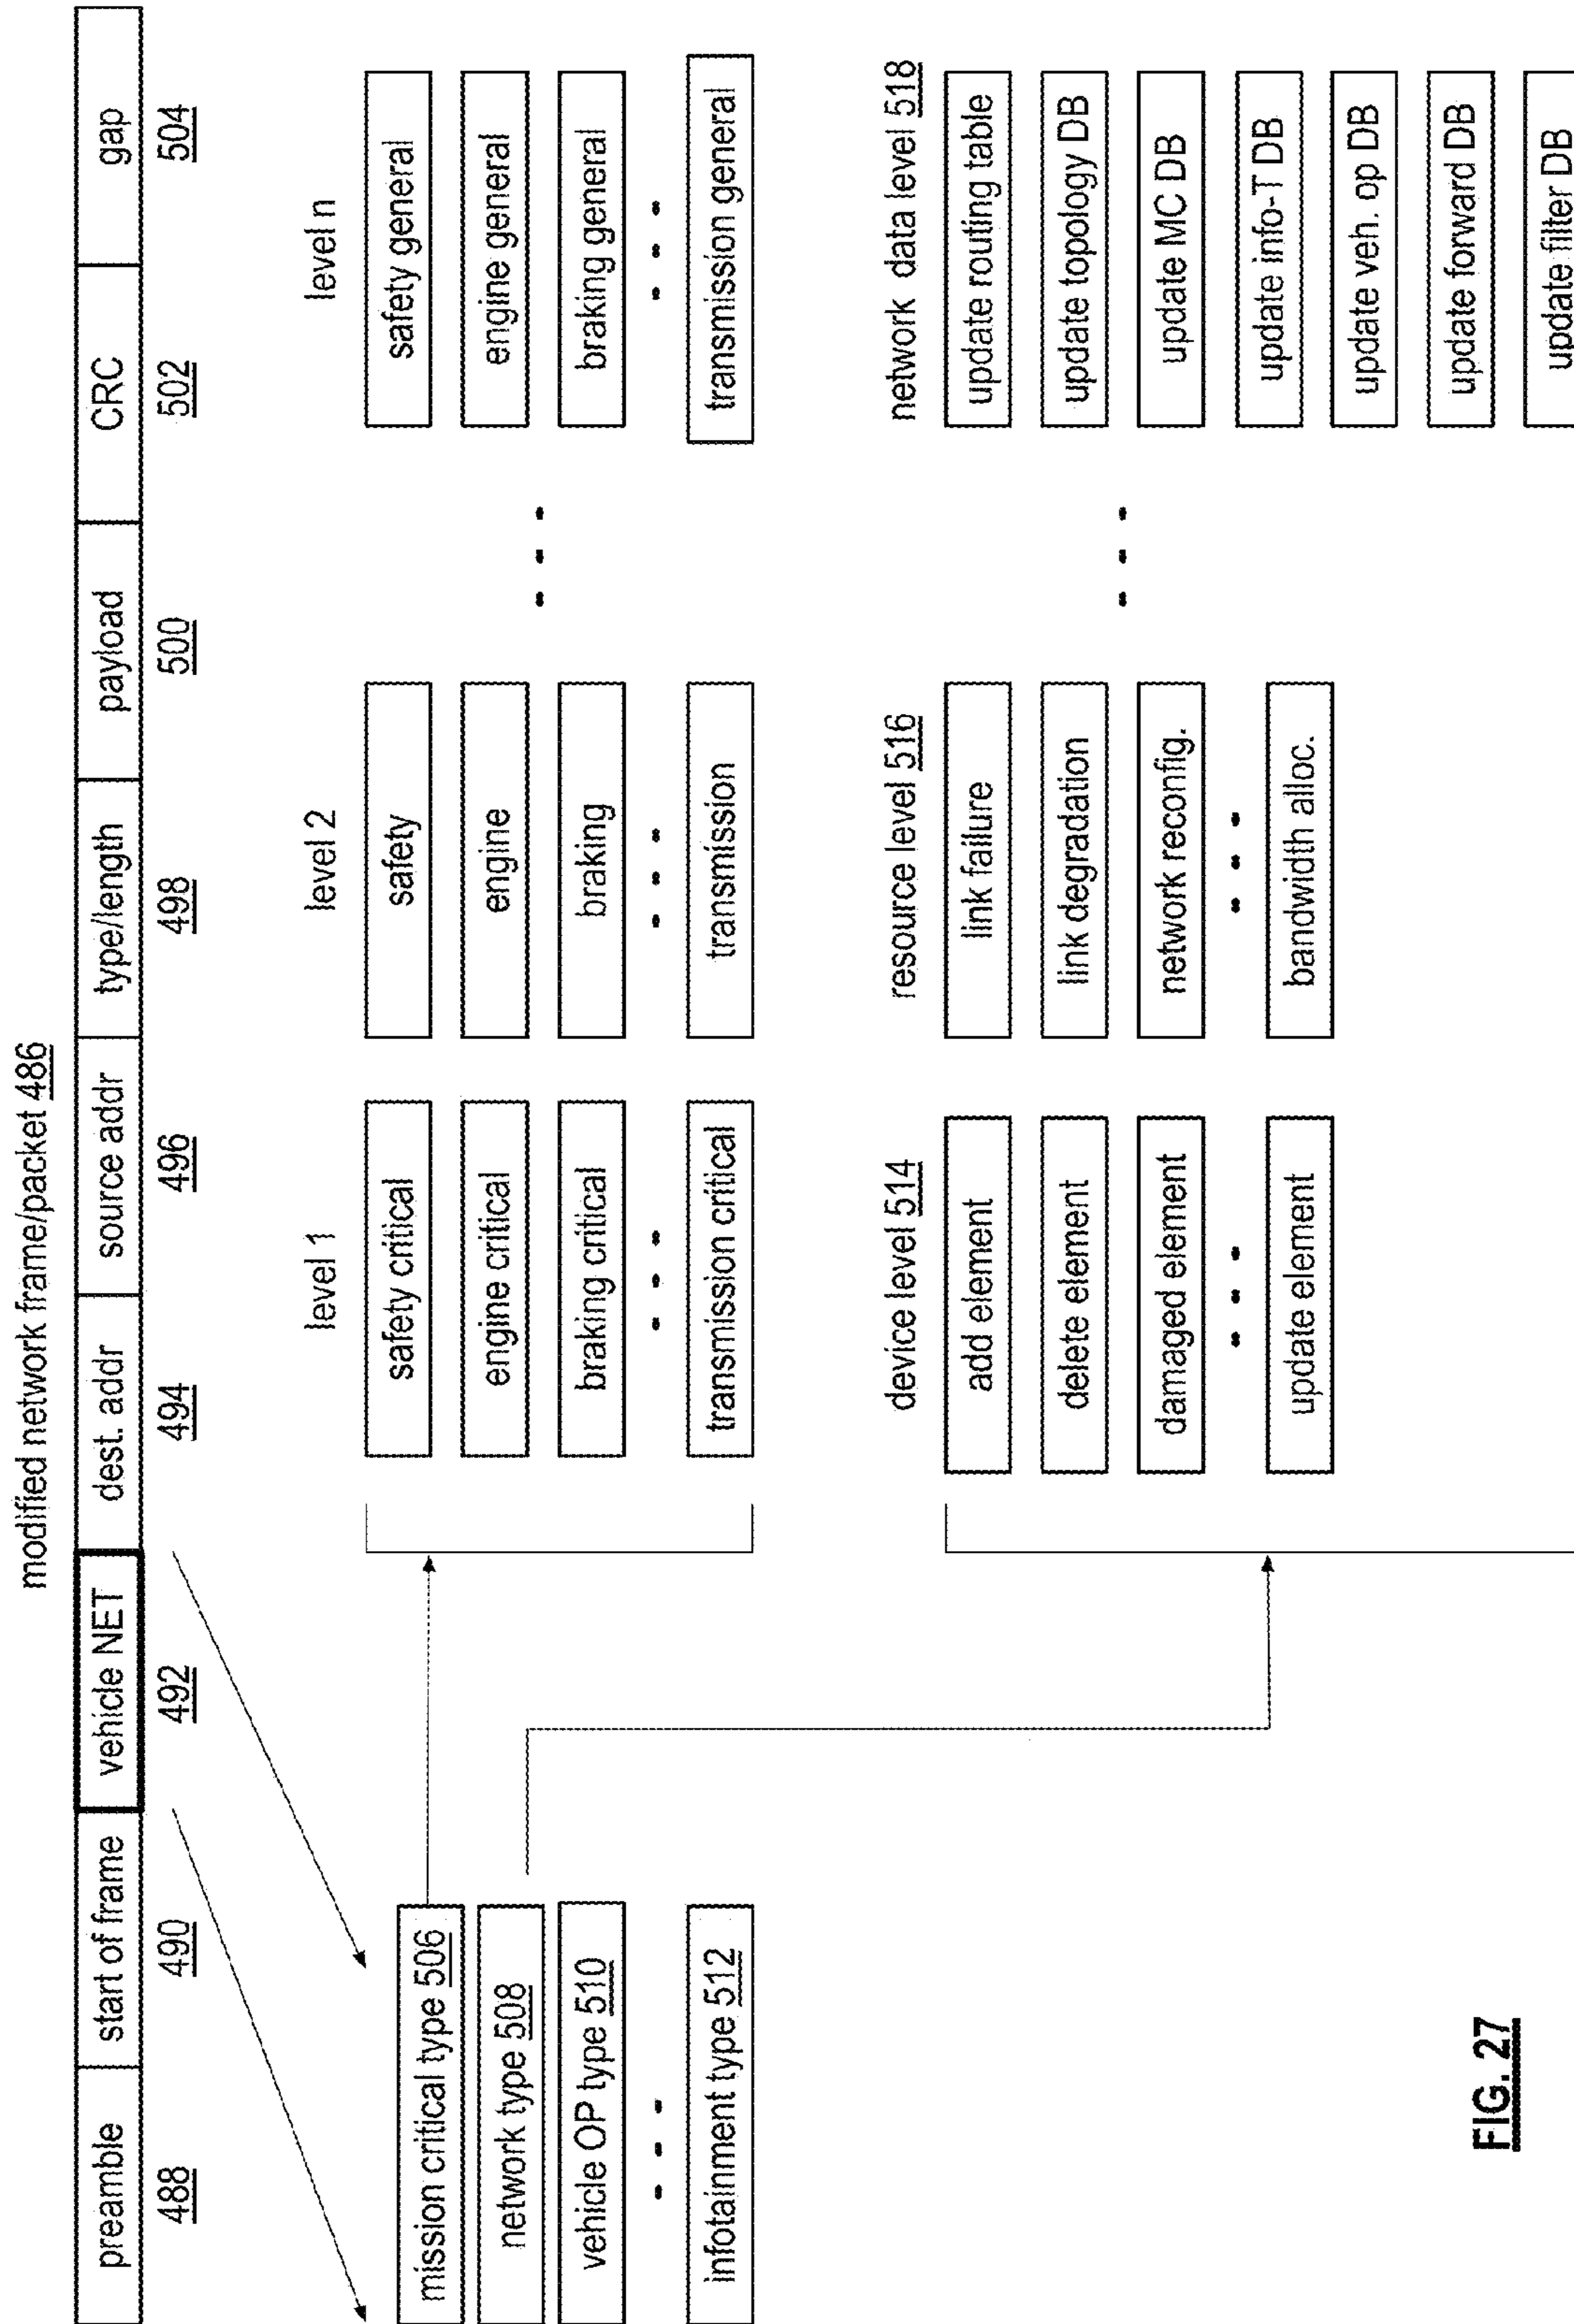 modified network frame/packet 486
preamble start of frame vehicle NET dest. addr source addr type/length payload CRC gap
488 490 492 494 496 498 500 502 504
level 1 level 2 level n
mission critical type 506
network type 508
vehicle OP type 510
infotainment type 512
safety critical safety safety general
engine critical engine engine general
braking critical braking braking general
transmission critical transmission transmission general
device level 514 resource level 516 network data level 518
add element link failure update routing table
delete element link degradation update topology DB
damaged element network reconfig. update MC DB
update info-T DB
update element bandwidth alloc. update veh. op DB
update forward DB
update filter DB
FIG. 27